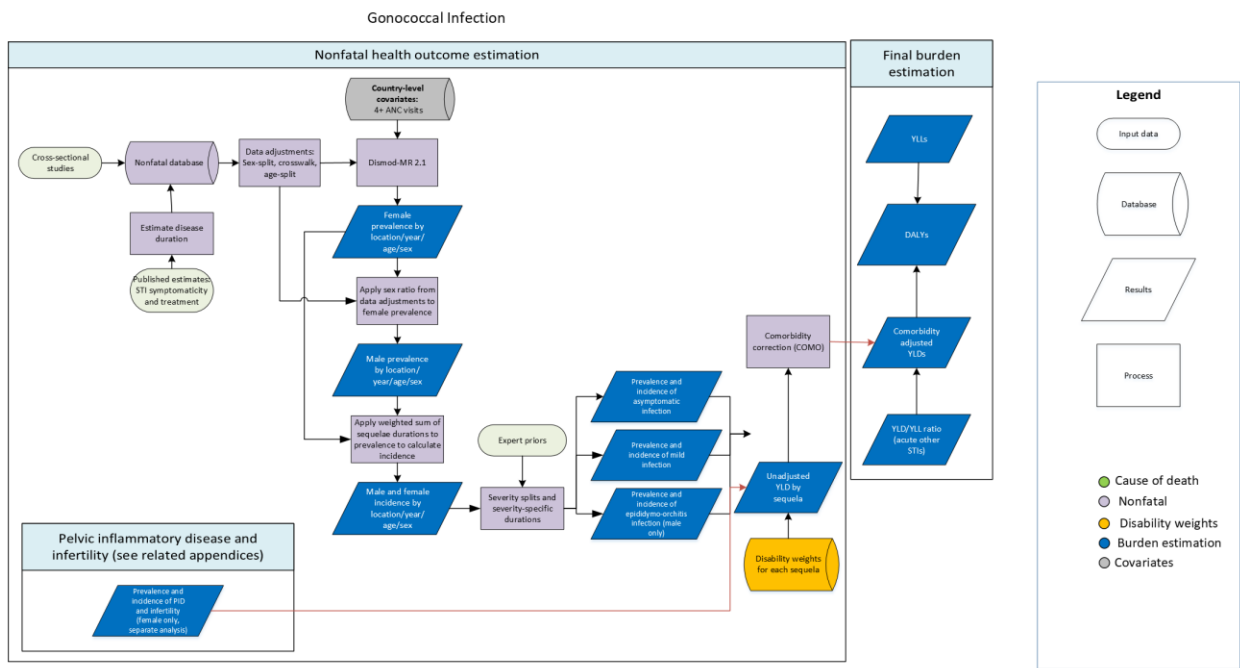 Gonococcal Infection
Nonfatal health outcome estimation
Country-level
covariates:
4+ ANC visits
Cross-sectional
studies
Nonfatal database
Data adjustments:
Sex-split, crosswalk,
age-split
Dismod-MR 2.1
Estimate disease
duration
Published estimates:
STI symptomaticity
and treatment
Female
prevalence by
location/year/
age/sex
Apply sex ratio from
data adjustments to
female prevalence
Male prevalence
by location/
year/age/sex
Apply weighted sum of
sequelae durations to
prevalence to calculate
incidence
Male and female
incidence by
location/year/
age/sex
Expert priors
Severity splits and
severity-specific
durations
Prevalence and
incidence of
asymptomatic
infection
Prevalence and
incidence of mild
infection
Prevalence and
incidence of
epididymo-orchitis
infection (male
only)
Comorbidity
correction (COMO)
Unadjusted
YLD by
sequela
Disability weights
for each sequela
Pelvic inflammatory disease and
infertility (see related appendices)
Prevalence and
incidence of PID
and infertility
(female only,
separate analysis)
Final burden
estimation
YLLs
DALYs
Comorbidity
adjusted
YLDs
YLD/YLL ratio
(acute other
STIs)
Legend
Input data
Database
Results
Process
Cause of death
Nonfatal
Disability weights
Burden estimation
Covariates